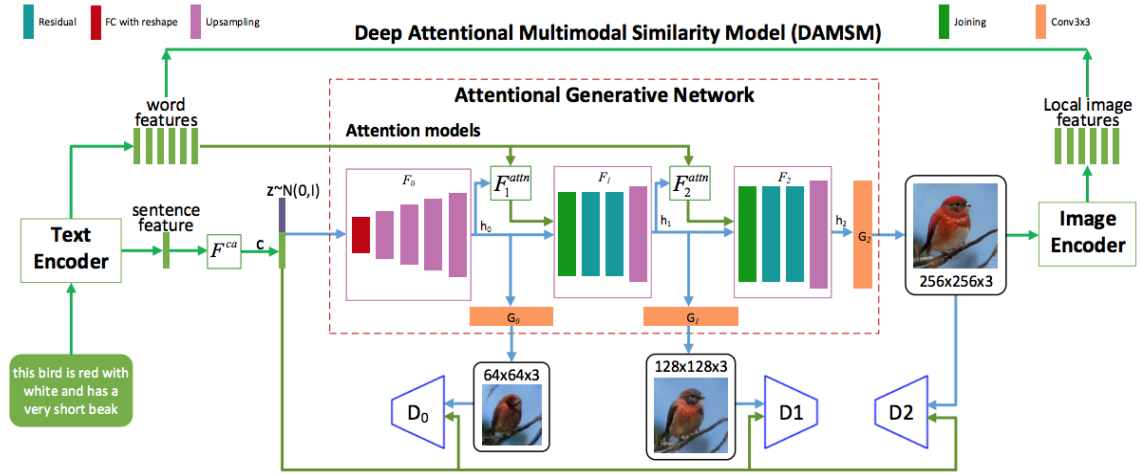 Residual
FC with reshape
Upsampling
Joining
Conv3x3
Deep Attentional Multimodal Similarity Model (DAMSM)
Attentional Generative Network
word
features
Local image
features
Attention models
z~N(0,I)
F₀
F₁ᵃᵗᵗⁿ
F₁
F₂ᵃᵗᵗⁿ
F₂
sentence
feature
Text
Encoder
Fᶜᵃ
c
h₀
h₁
h₂
G₂
Image
Encoder
256x256x3
G₀
G₁
this bird is red with
white and has a
very short beak
64x64x3
128x128x3
D₀
D1
D2